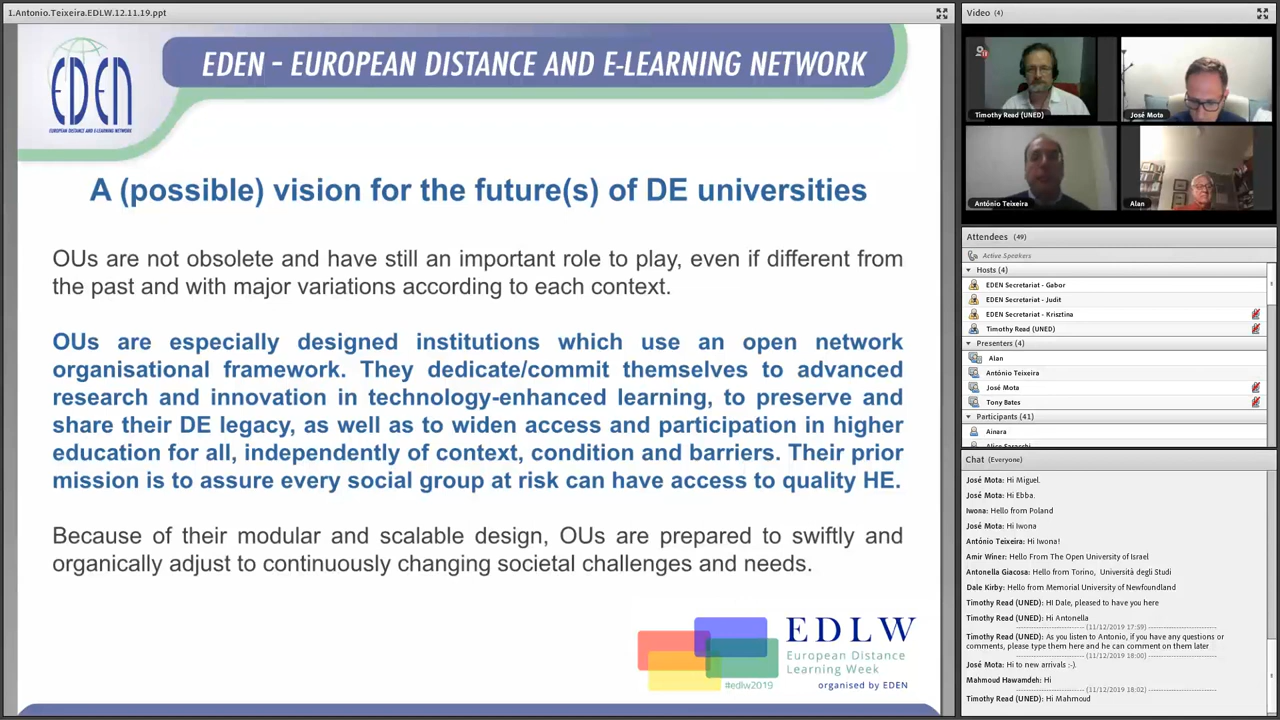 1.Antonio.Teixeira.EDLW.12.11.19.ppt
EDEN
EUROPEAN DISTANCE AND E-LEARNING NETWORK
EDEN – EUROPEAN DISTANCE AND E-LEARNING NETWORK
A (possible) vision for the future(s) of DE universities
OUs are not obsolete and have still an important role to play, even if different from
the past and with major variations according to each context.
OUs are especially designed institutions which use an open network
organisational framework. They dedicate/commit themselves to advanced
research and innovation in technology-enhanced learning, to preserve and
share their DE legacy, as well as to widen access and participation in higher
education for all, independently of context, condition and barriers. Their prior
mission is to assure every social group at risk can have access to quality HE.
Because of their modular and scalable design, OUs are prepared to swiftly and
organically adjust to continuously changing societal challenges and needs.
EDLW
European Distance
Learning Week
#edlw2019
organised by EDEN
Video (4)
Timothy Read (UNED)
José Mota
António Teixeira
Alan
Attendees (49)
Active Speakers
Hosts (4)
EDEN Secretariat - Gabor
EDEN Secretariat - Judit
EDEN Secretariat - Krisztina
Timothy Read (UNED)
Presenters (4)
Alan
António Teixeira
José Mota
Tony Bates
Participants (41)
Ainara
Chat (Everyone)
José Mota: Hi Miguel.
José Mota: Hi Ebba.
Iwona: Hello from Poland
José Mota: Hi Iwona
António Teixeira: Hi Iwona!
Amir Winer: Hello From The Open University of Israel
Antonella Giacosa: Hello from Torino, Università degli Studi
Dale Kirby: Hello from Memorial University of Newfoundland
Timothy Read (UNED): HI Dale, pleased to have you here
Timothy Read (UNED): Hi Antonella
(11/12/2019 17:59)
Timothy Read (UNED): As you listen to Antonio, if you have any questions or
comments, please type them here and he can comment on them later
(11/12/2019 18:00)
José Mota: Hi to new arrivals :-).
Mahmoud Hawamdeh: Hi
(11/12/2019 18:02)
Timothy Read (UNED): Hi Mahmoud